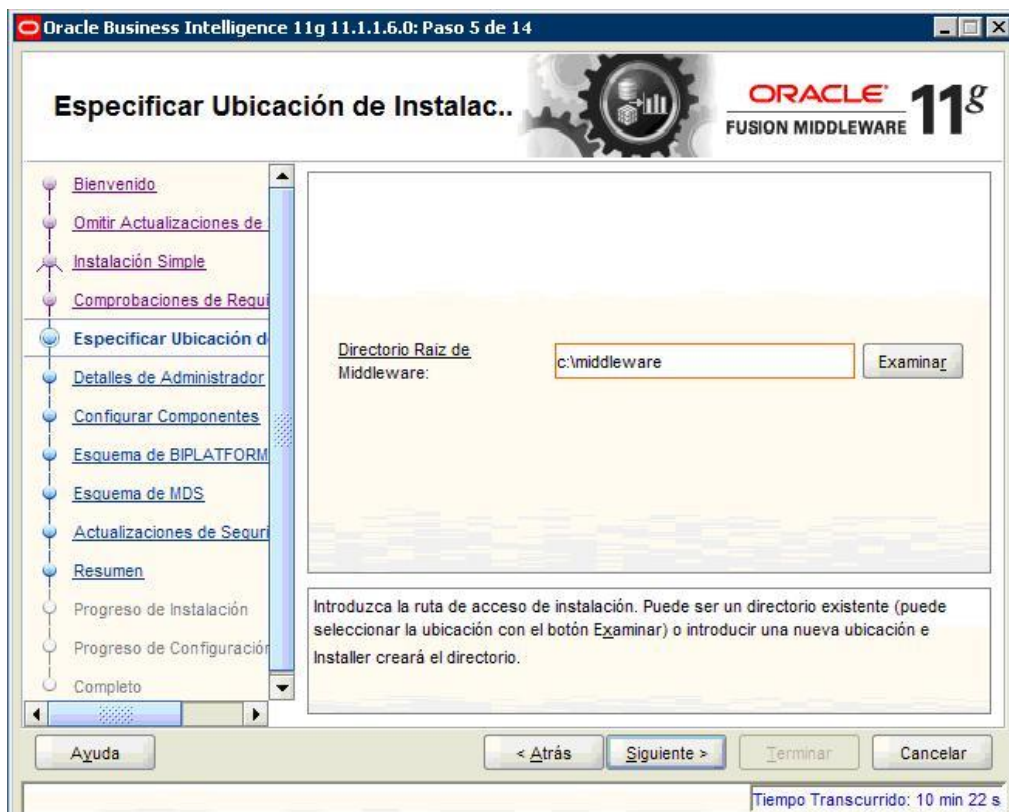 Oracle Business Intelligence 11g 11.1.1.6.0: Paso 5 de 14
Especificar Ubicación de Instalac..
ORACLE
FUSION MIDDLEWARE
11g
Bienvenido
Omitir Actualizaciones de
Instalación Simple
Comprobaciones de Requi
Especificar Ubicación d
Detalles de Administrador
Configurar Componentes
Esquema de BIPLATFORM
Esquema de MDS
Actualizaciones de Seguri
Resumen
Progreso de Instalación
Progreso de Configuración
Completo
Directorio Raiz de
Middleware:
c:\middleware
Examinar
Introduzca la ruta de acceso de instalación. Puede ser un directorio existente (puede
seleccionar la ubicación con el botón Examinar) o introducir una nueva ubicación e
Installer creará el directorio.
Ayuda
< Atrás
Siguiente >
Terminar
Cancelar
Tiempo Transcurrido: 10 min 22 s